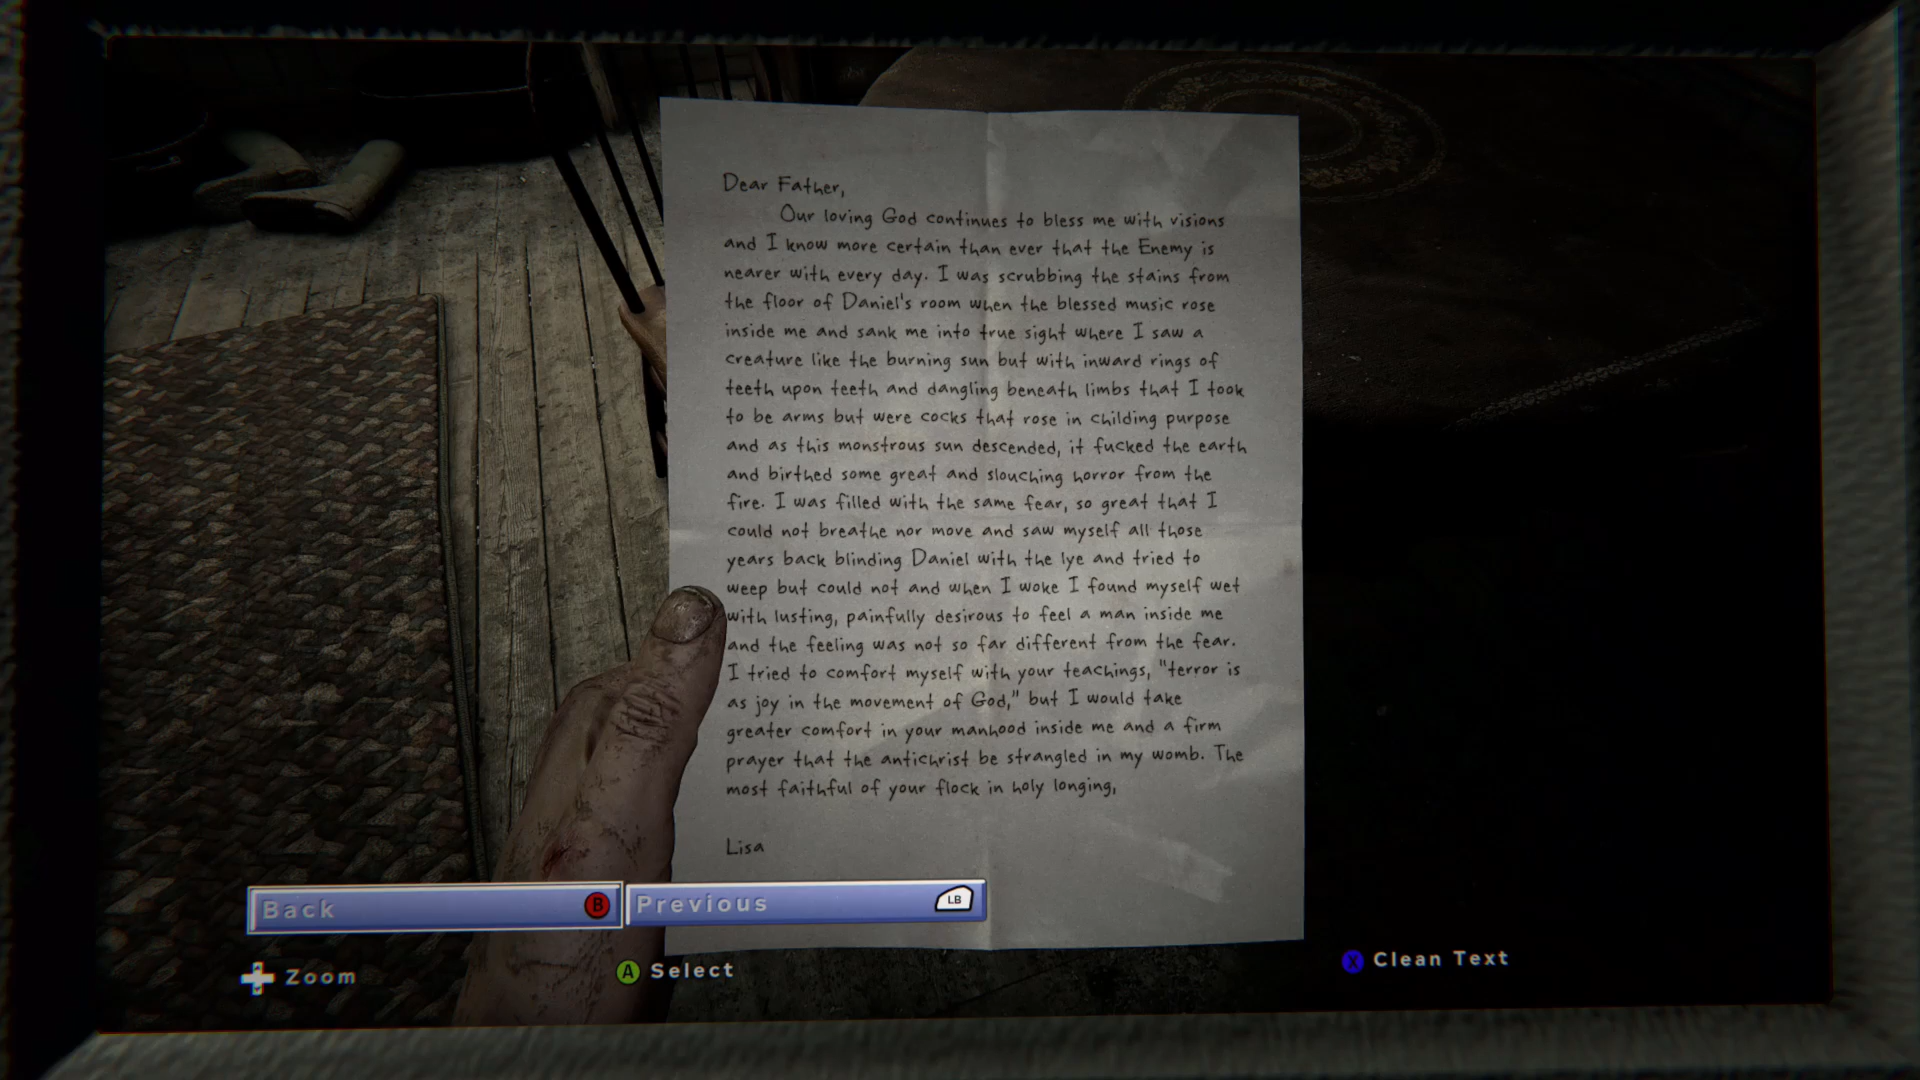 Dear Father,
Our loving God continues to bless me with visions
and I know more certain than ever that the Enemy is
nearer with every day. I was scrubbing the stains from
the floor of Daniel's room when the blessed music rose
inside me and sank me into true sight where I saw a
creature like the burning sun but with inward rings of
teeth upon teeth and dangling beneath limbs that I took
to be arms but were cocks that rose in childing purpose
and as this monstrous sun descended, it fucked the earth
and birthed some great and slouching horror from the
fire. I was filled with the same fear, so great that I
could not breathe nor move and saw myself all those
years back blinding Daniel with the lye and tried to
weep but could not and when I woke I found myself wet
with lusting, painfully desirous to feel a man inside me
and the feeling was not so far different from the fear.
I tried to comfort myself with your teachings, "terror is
as joy in the movement of God," but I would take
greater comfort in your manhood inside me and a firm
prayer that the antichrist be strangled in my womb. The
most faithful of your flock in holy longing,
Lisa
Back B
Previous LB
Zoom
A Select
X Clean Text